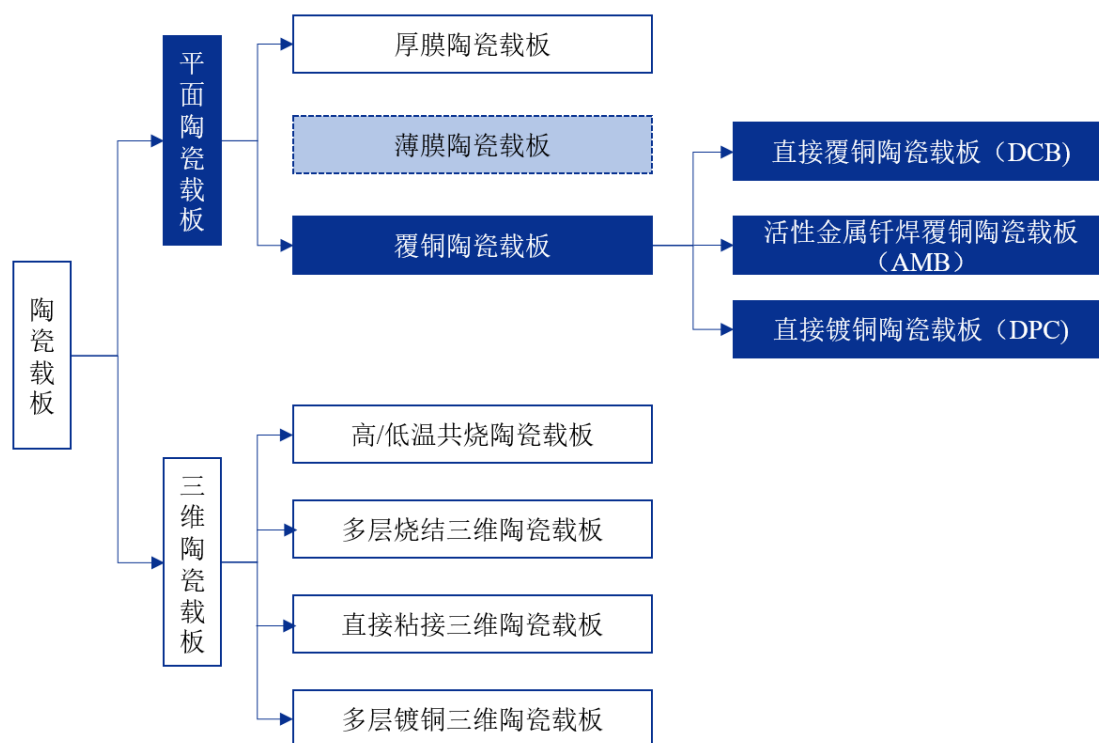 陶瓷载板
平面陶瓷载板
厚膜陶瓷载板
薄膜陶瓷载板
覆铜陶瓷载板
直接覆铜陶瓷载板（DCB)
活性金属钎焊覆铜陶瓷载板
（AMB）
直接镀铜陶瓷载板（DPC)
三维陶瓷载板
高/低温共烧陶瓷载板
多层烧结三维陶瓷载板
直接粘接三维陶瓷载板
多层镀铜三维陶瓷载板